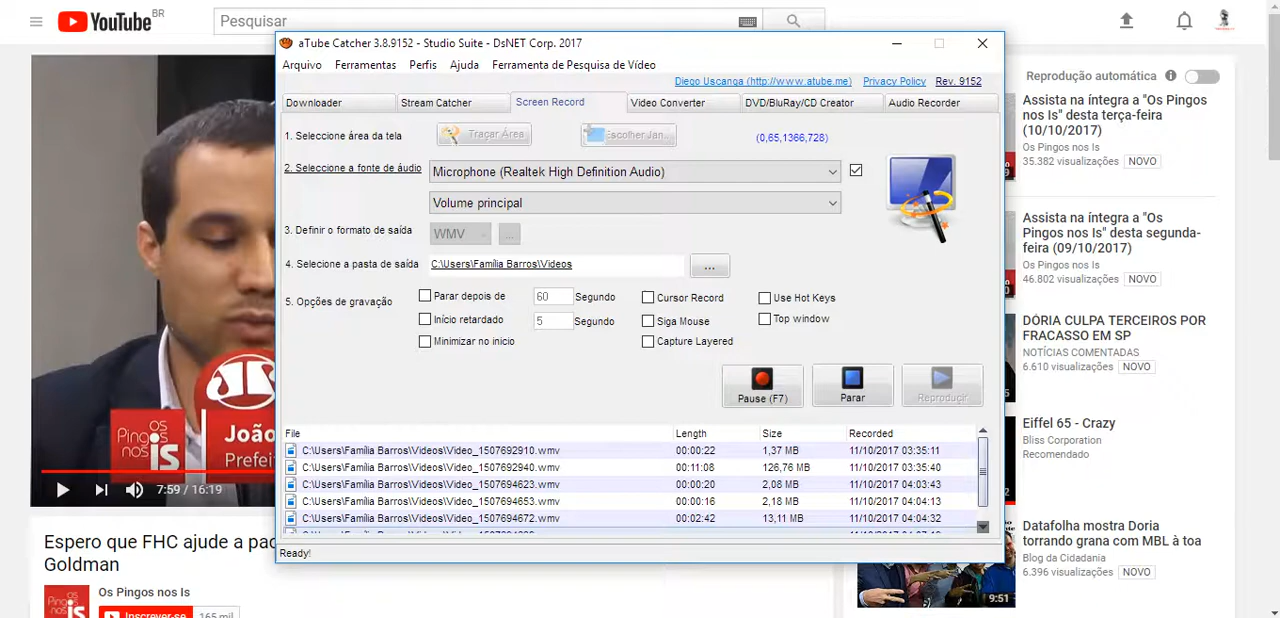 YouTube BR
Pesquisar
aTube Catcher 3.8.9152 - Studio Suite - DsNET Corp. 2017
Arquivo Ferramentas Perfis Ajuda Ferramenta de Pesquisa de Vídeo
Diego Uscanga (http://www.atube.me) Privacy Policy Rev. 9152
Downloader Stream Catcher Screen Record Video Converter DVD/BluRay/CD Creator Audio Recorder
1. Seleccione área da tela Traçar Área Escolher Jan... (0,65,1366,728)
2. Seleccione a fonte de áudio Microphone (Realtek High Definition Audio)
Volume principal
3. Definir o formato de saída WMV ...
4. Selecione a pasta de saída C:\Users\Família Barros\Videos ...
5. Opções de gravação
Parar depois de 60 Segundo Cursor Record Use Hot Keys
Início retardado 5 Segundo Siga Mouse Top window
Minimizar no inicio Capture Layered
Pause (F7) Parar Reproduzir
File Length Size Recorded
C:\Users\Família Barros\Videos\Video_1507692910.wmv 00:00:22 1,37 MB 11/10/2017 03:35:11
C:\Users\Família Barros\Videos\Video_1507692940.wmv 00:11:08 126,76 MB 11/10/2017 03:35:40
C:\Users\Família Barros\Videos\Video_1507694623.wmv 00:00:20 2,08 MB 11/10/2017 04:03:43
C:\Users\Família Barros\Videos\Video_1507694653.wmv 00:00:16 2,18 MB 11/10/2017 04:04:13
C:\Users\Família Barros\Videos\Video_1507694672.wmv 00:02:42 13,11 MB 11/10/2017 04:04:32
Ready!
JM
Pingos
nos
is
João
Prefei
7:59 / 16:19
Espero que FHC ajude a pac
Goldman
Os Pingos nos Is
Inscrever-se 165 mil
Reprodução automática
Assista na íntegra a "Os
Pingos nos Is" desta terça-
feira (10/10/2017)
Os Pingos nos Is
35.382 visualizações NOVO
Assista na íntegra a "Os
Pingos nos Is" desta segunda-
feira (09/10/2017)
Os Pingos nos Is
46.802 visualizações NOVO
DÓRIA CULPA TERCEIROS POR
FRACASSO EM SP
NOTÍCIAS COMENTADAS
6.610 visualizações NOVO
Eiffel 65 - Crazy
Bliss Corporation
Recomendado
Datafolha mostra Doria
torrando grana com MBL à toa
Blog da Cidadania
6.396 visualizações NOVO
9:51